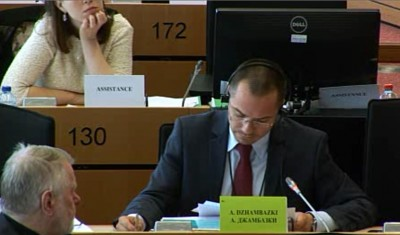 172
DELL
ASSISTANCE
ASSISTANCE
130
A. DZHAMBAZKI
А. ДЖАМБАЗКИ